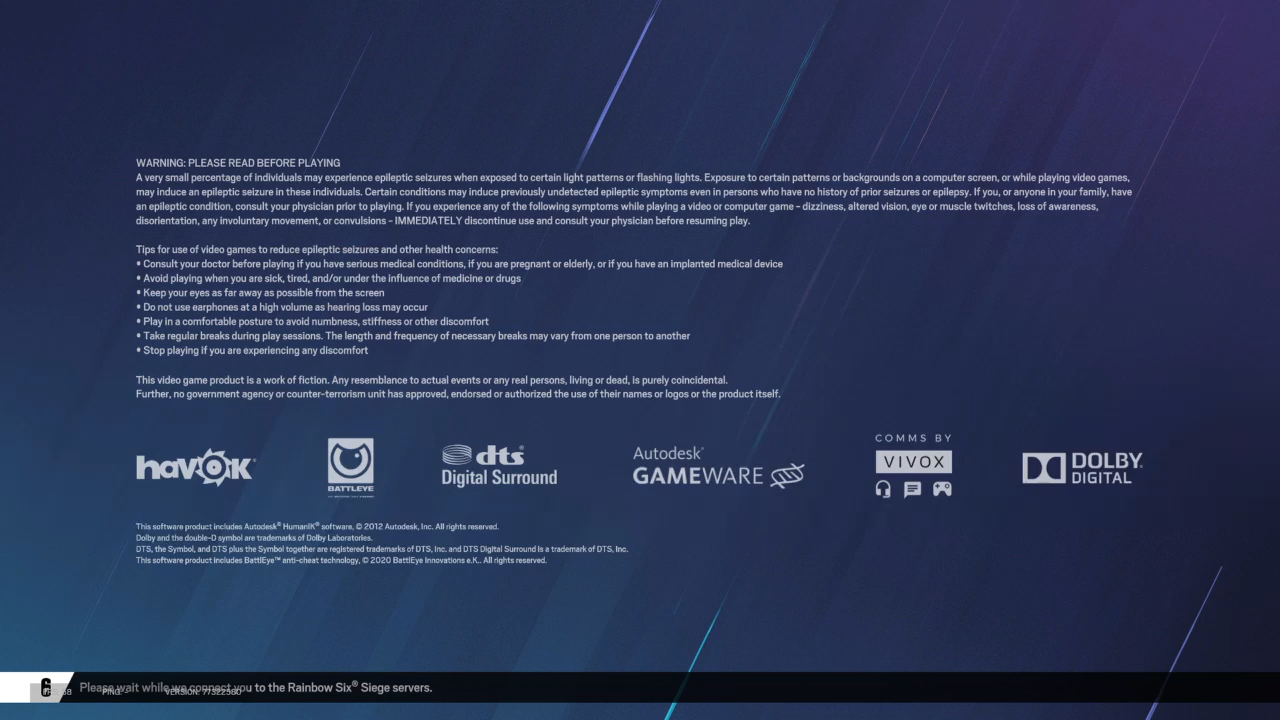 WARNING: PLEASE READ BEFORE PLAYING
A very small percentage of individuals may experience epileptic seizures when exposed to certain light patterns or flashing lights. Exposure to certain patterns or backgrounds on a computer screen, or while playing video games,
may induce an epileptic seizure in these individuals. Certain conditions may induce previously undetected epileptic symptoms even in persons who have no history of prior seizures or epilepsy. If you, or anyone in your family, have
an epileptic condition, consult your physician prior to playing. If you experience any of the following symptoms while playing a video or computer game - dizziness, altered vision, eye or muscle twitches, loss of awareness,
disorientation, any involuntary movement, or convulsions - IMMEDIATELY discontinue use and consult your physician before resuming play.
Tips for use of video games to reduce epileptic seizures and other health concerns:
• Consult your doctor before playing if you have serious medical conditions, if you are pregnant or elderly, or if you have an implanted medical device
• Avoid playing when you are sick, tired, and/or under the influence of medicine or drugs
• Keep your eyes as far away as possible from the screen
• Do not use earphones at a high volume as hearing loss may occur
• Play in a comfortable posture to avoid numbness, stiffness or other discomfort
• Take regular breaks during play sessions. The length and frequency of necessary breaks may vary from one person to another
• Stop playing if you are experiencing any discomfort
This video game product is a work of fiction. Any resemblance to actual events or any real persons, living or dead, is purely coincidental.
Further, no government agency or counter-terrorism unit has approved, endorsed or authorized the use of their names or logos or the product itself.
havok
BATTLEYE
dts®
Digital Surround
Autodesk®
GAMEWARE
COMMS BY
VIVOX
DOLBY
DIGITAL
This software product includes Autodesk® HumanIK® software, © 2012 Autodesk, Inc. All rights reserved.
Dolby and the double-D symbol are trademarks of Dolby Laboratories.
DTS, the Symbol, and DTS plus the Symbol together are registered trademarks of DTS, Inc. and DTS Digital Surround is a trademark of DTS, Inc.
This software product includes BattlEye™ anti-cheat technology, © 2020 BattlEye Innovations e.K.. All rights reserved.
6
Please wait while we connect you to the Rainbow Six® Siege servers.
PING:
VERSION: